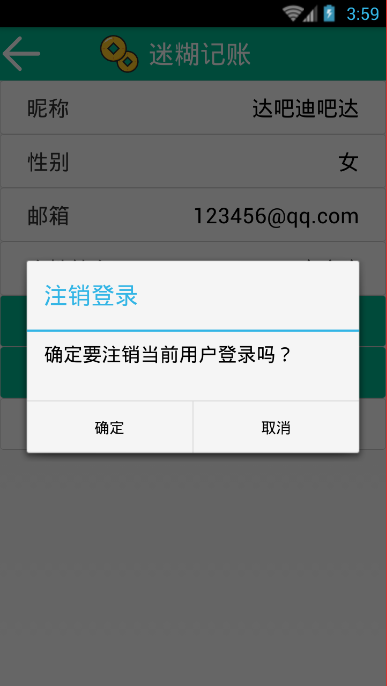 3:59
迷糊记账
昵称 达吧迪吧达
性别 女
邮箱 123456@qq.com
注销登录
确定要注销当前用户登录吗？
确定 取消